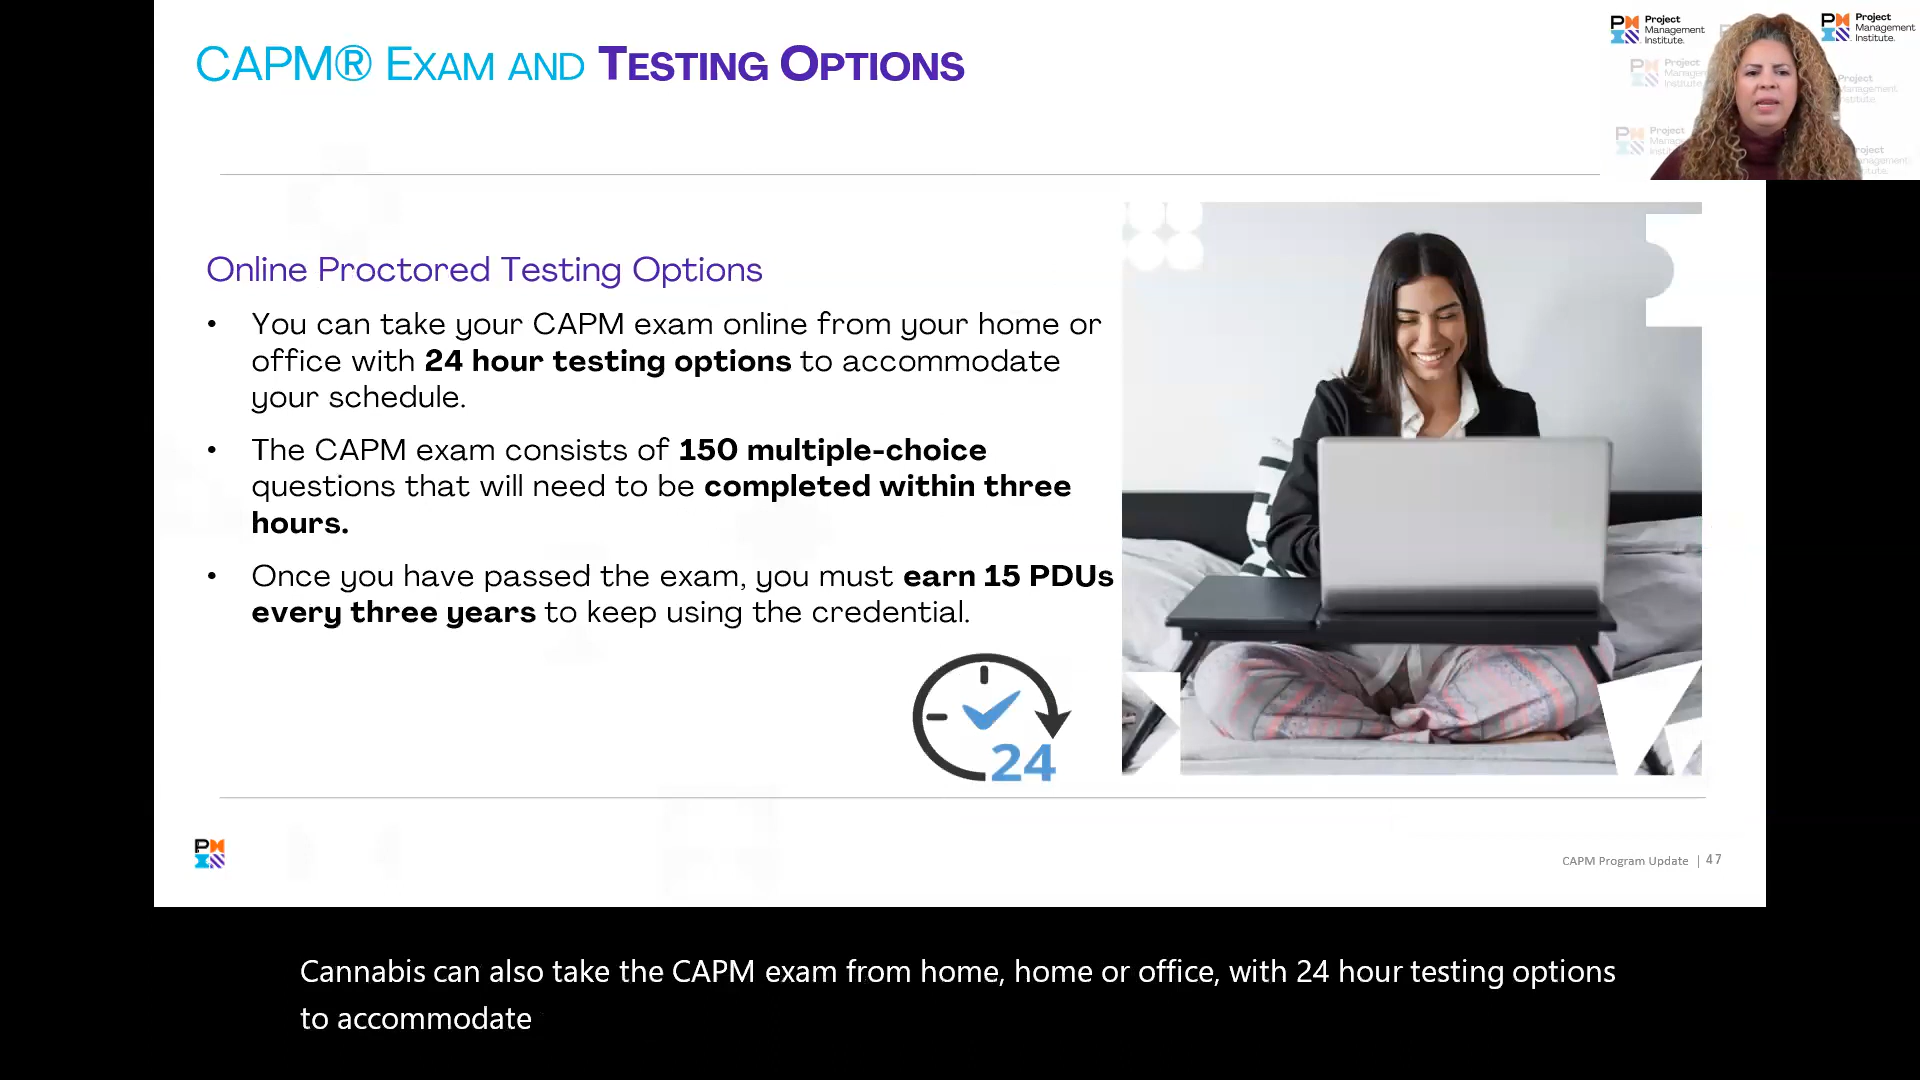 CAPM® EXAM AND TESTING OPTIONS
Project
Management
Institute.
Project
Management
Institute.
Online Proctored Testing Options
• You can take your CAPM exam online from your home or
office with 24 hour testing options to accommodate
your schedule.
• The CAPM exam consists of 150 multiple-choice
questions that will need to be completed within three
hours.
• Once you have passed the exam, you must earn 15 PDUs
every three years to keep using the credential.
24
CAPM Program Update | 47
Cannabis can also take the CAPM exam from home, home or office, with 24 hour testing options
to accommodate